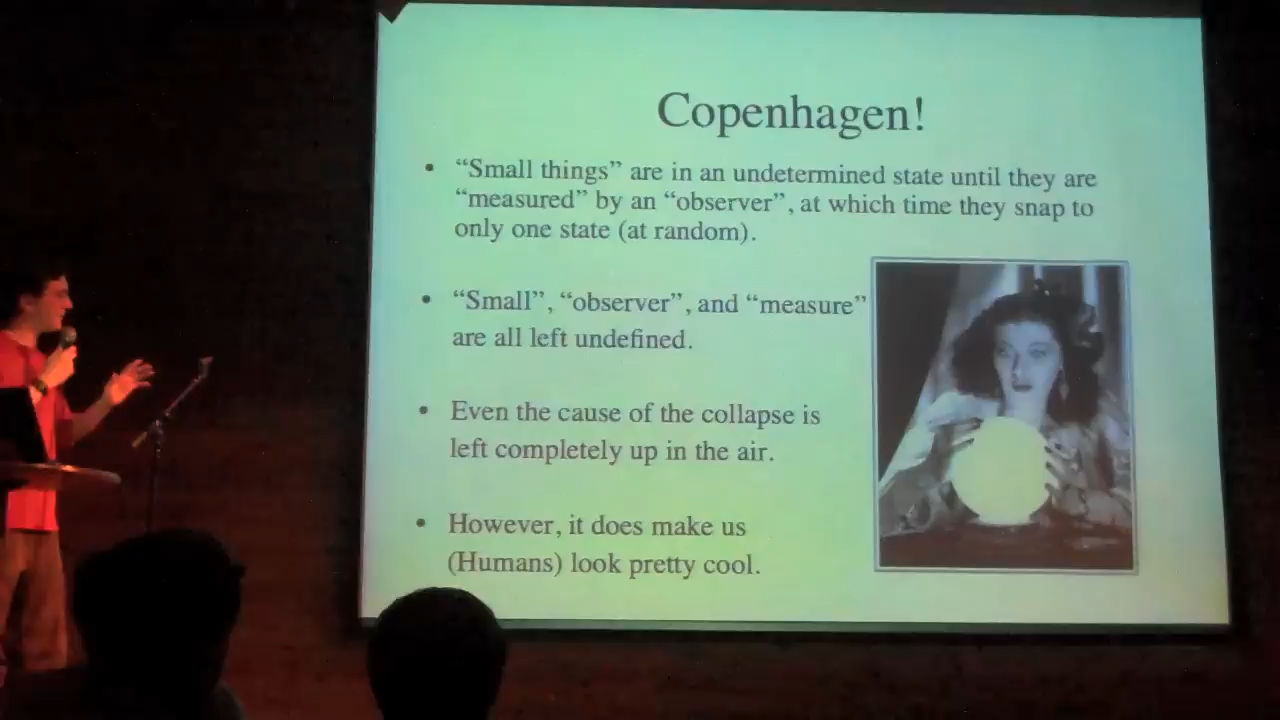 Copenhagen!
• “Small things” are in an undetermined state until they are
“measured” by an “observer”, at which time they snap to
only one state (at random).
• “Small”, “observer”, and “measure”
are all left undefined.
• Even the cause of the collapse is
left completely up in the air.
• However, it does make us
(Humans) look pretty cool.